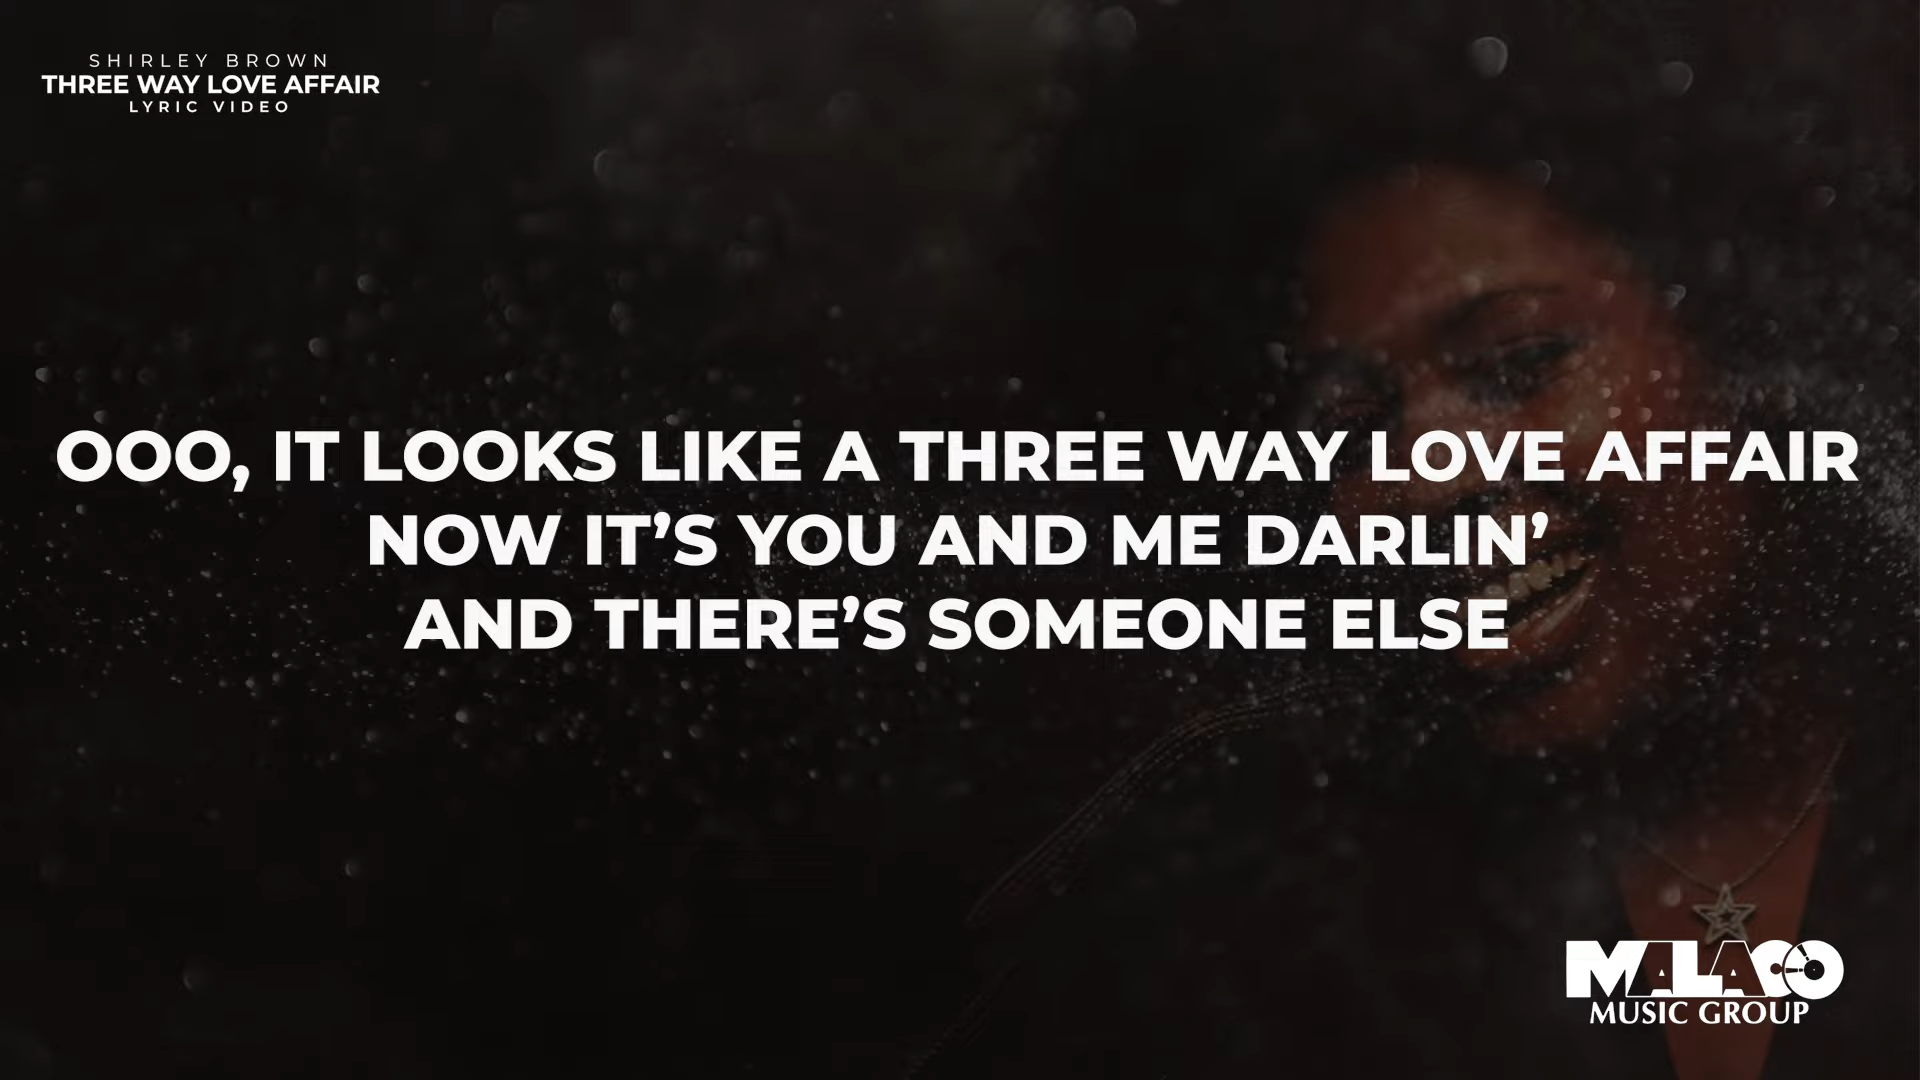 SHIRLEY BROWN
THREE WAY LOVE AFFAIR
LYRIC VIDEO
OOO, IT LOOKS LIKE A THREE WAY LOVE AFFAIR
NOW IT’S YOU AND ME DARLIN’
AND THERE’S SOMEONE ELSE
MALACO
MUSIC GROUP